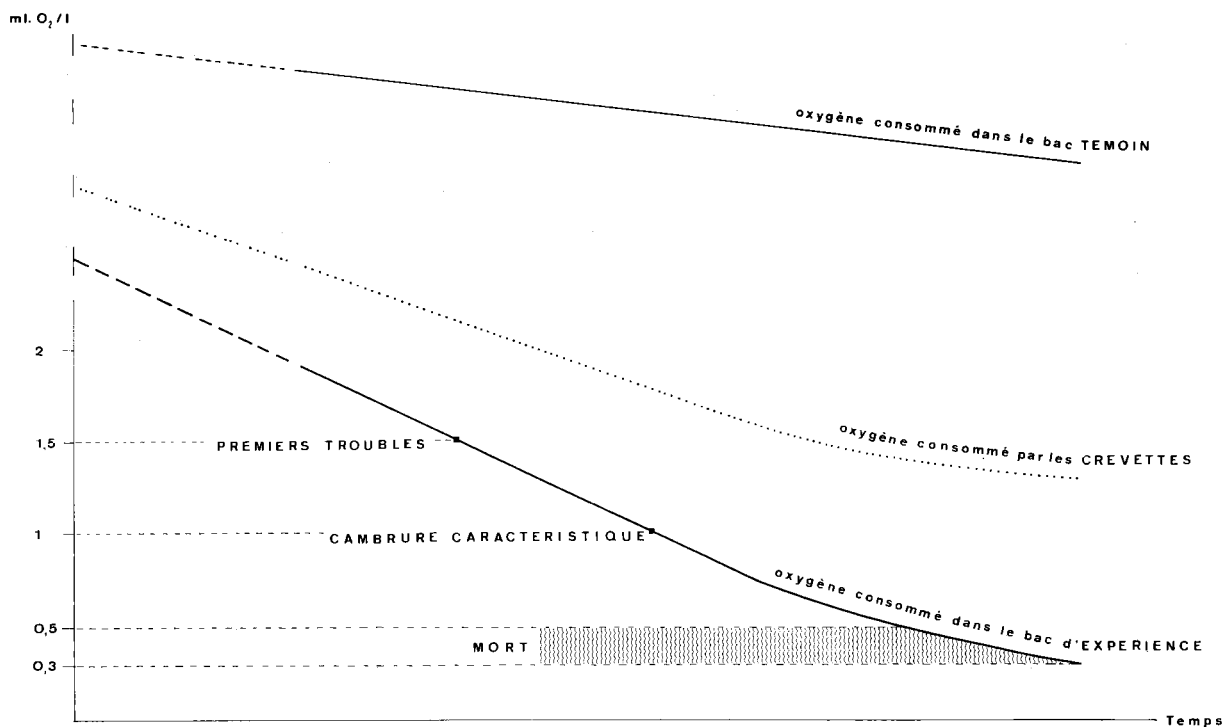 ml. O₂/l
oxygène consommé dans le bac TEMOIN
2
oxygène consommé par les CREVETTES
1,5
PREMIERS TROUBLES
1
CAMBRURE CARACTERISTIQUE
oxygène consommé dans le bac d'EXPERIENCE
0,5
MORT
0,3
Temps